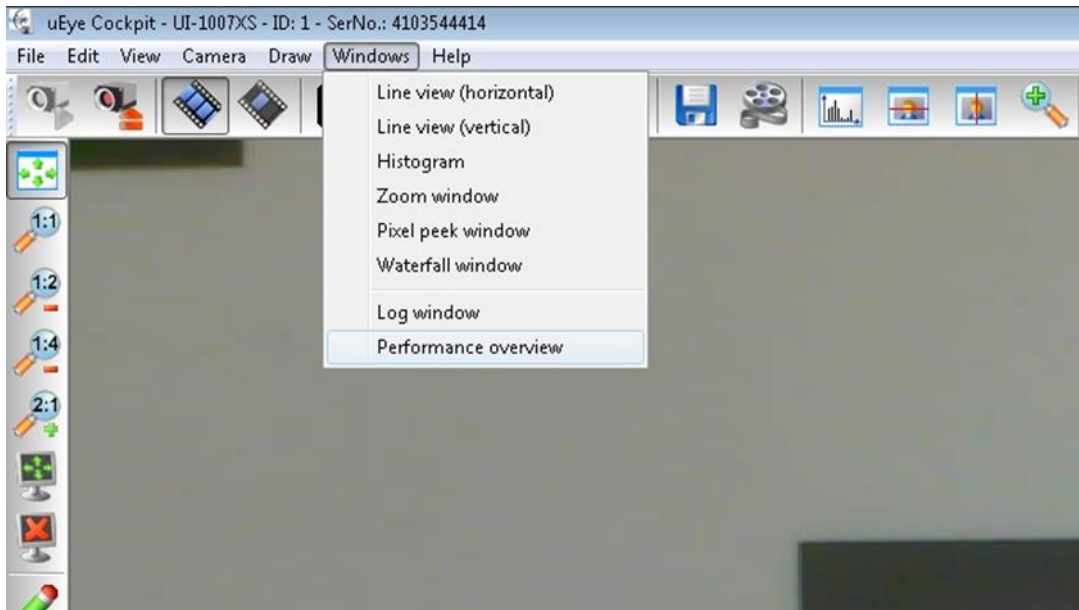 uEye Cockpit - UI-1007XS - ID: 1 - SerNo.: 4103544414
File Edit View Camera Draw Windows Help
Line view (horizontal)
Line view (vertical)
Histogram
Zoom window
Pixel peek window
Waterfall window
Log window
Performance overview
1:1
1:2
1:4
2:1